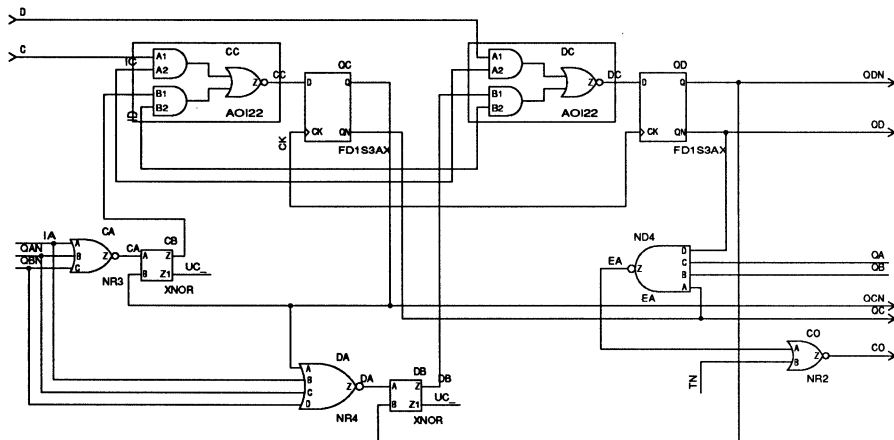 D
C
CC
IC
A1
A2
CC
Z
B1
B2
AOI22
ID
QC
D
Q
CK
QN
FD1S3AX
CK
DC
A1
A2
DC
Z
B1
B2
AOI22
QD
D
Q
CK
QN
FD1S3AX
QDN
QD
IA
QAN
QBN
CA
A
B
C
Z
NR3
CA
CB
A
Z
B
Z1
XNOR
UC_
ND4
EA
Z
D
C
B
A
EA
QA
QB
QCN
QC
DA
A
B
C
D
Z
NR4
DA
DB
A
Z
B
Z1
XNOR
DB
UC_
CO
A
B
Z
NR2
TN
CO